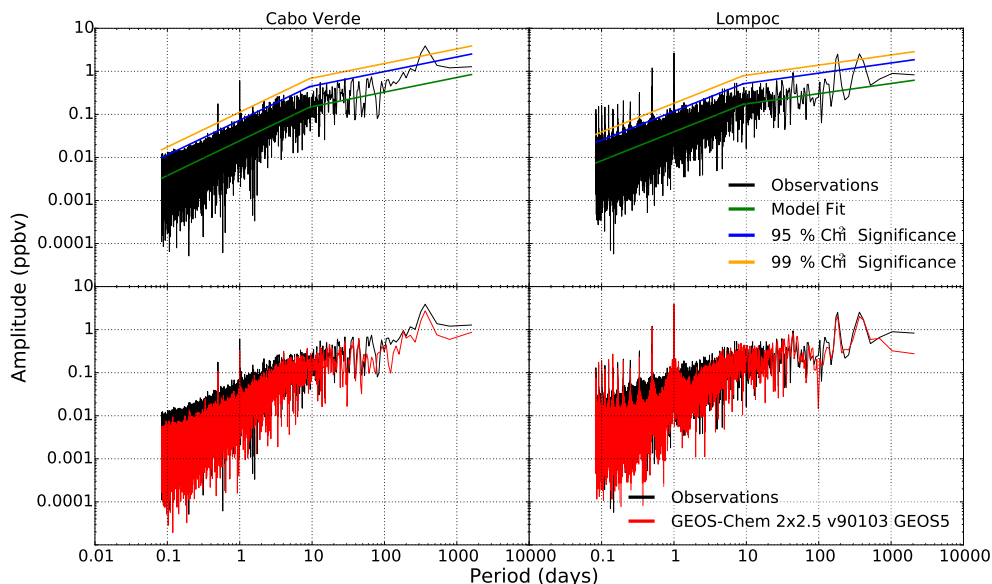 Cabo Verde
Lompoc
10
1
0.1
0.01
0.001
0.0001
Observations
Model Fit
95 % Chi² Significance
99 % Chi² Significance
Amplitude (ppbv)
10
1
0.1
0.01
0.001
0.0001
Observations
GEOS-Chem 2x2.5 v90103 GEOS5
0.01 0.1 1 10 100 1000 10000 0.1 1 10 100 1000 10000
Period (days)